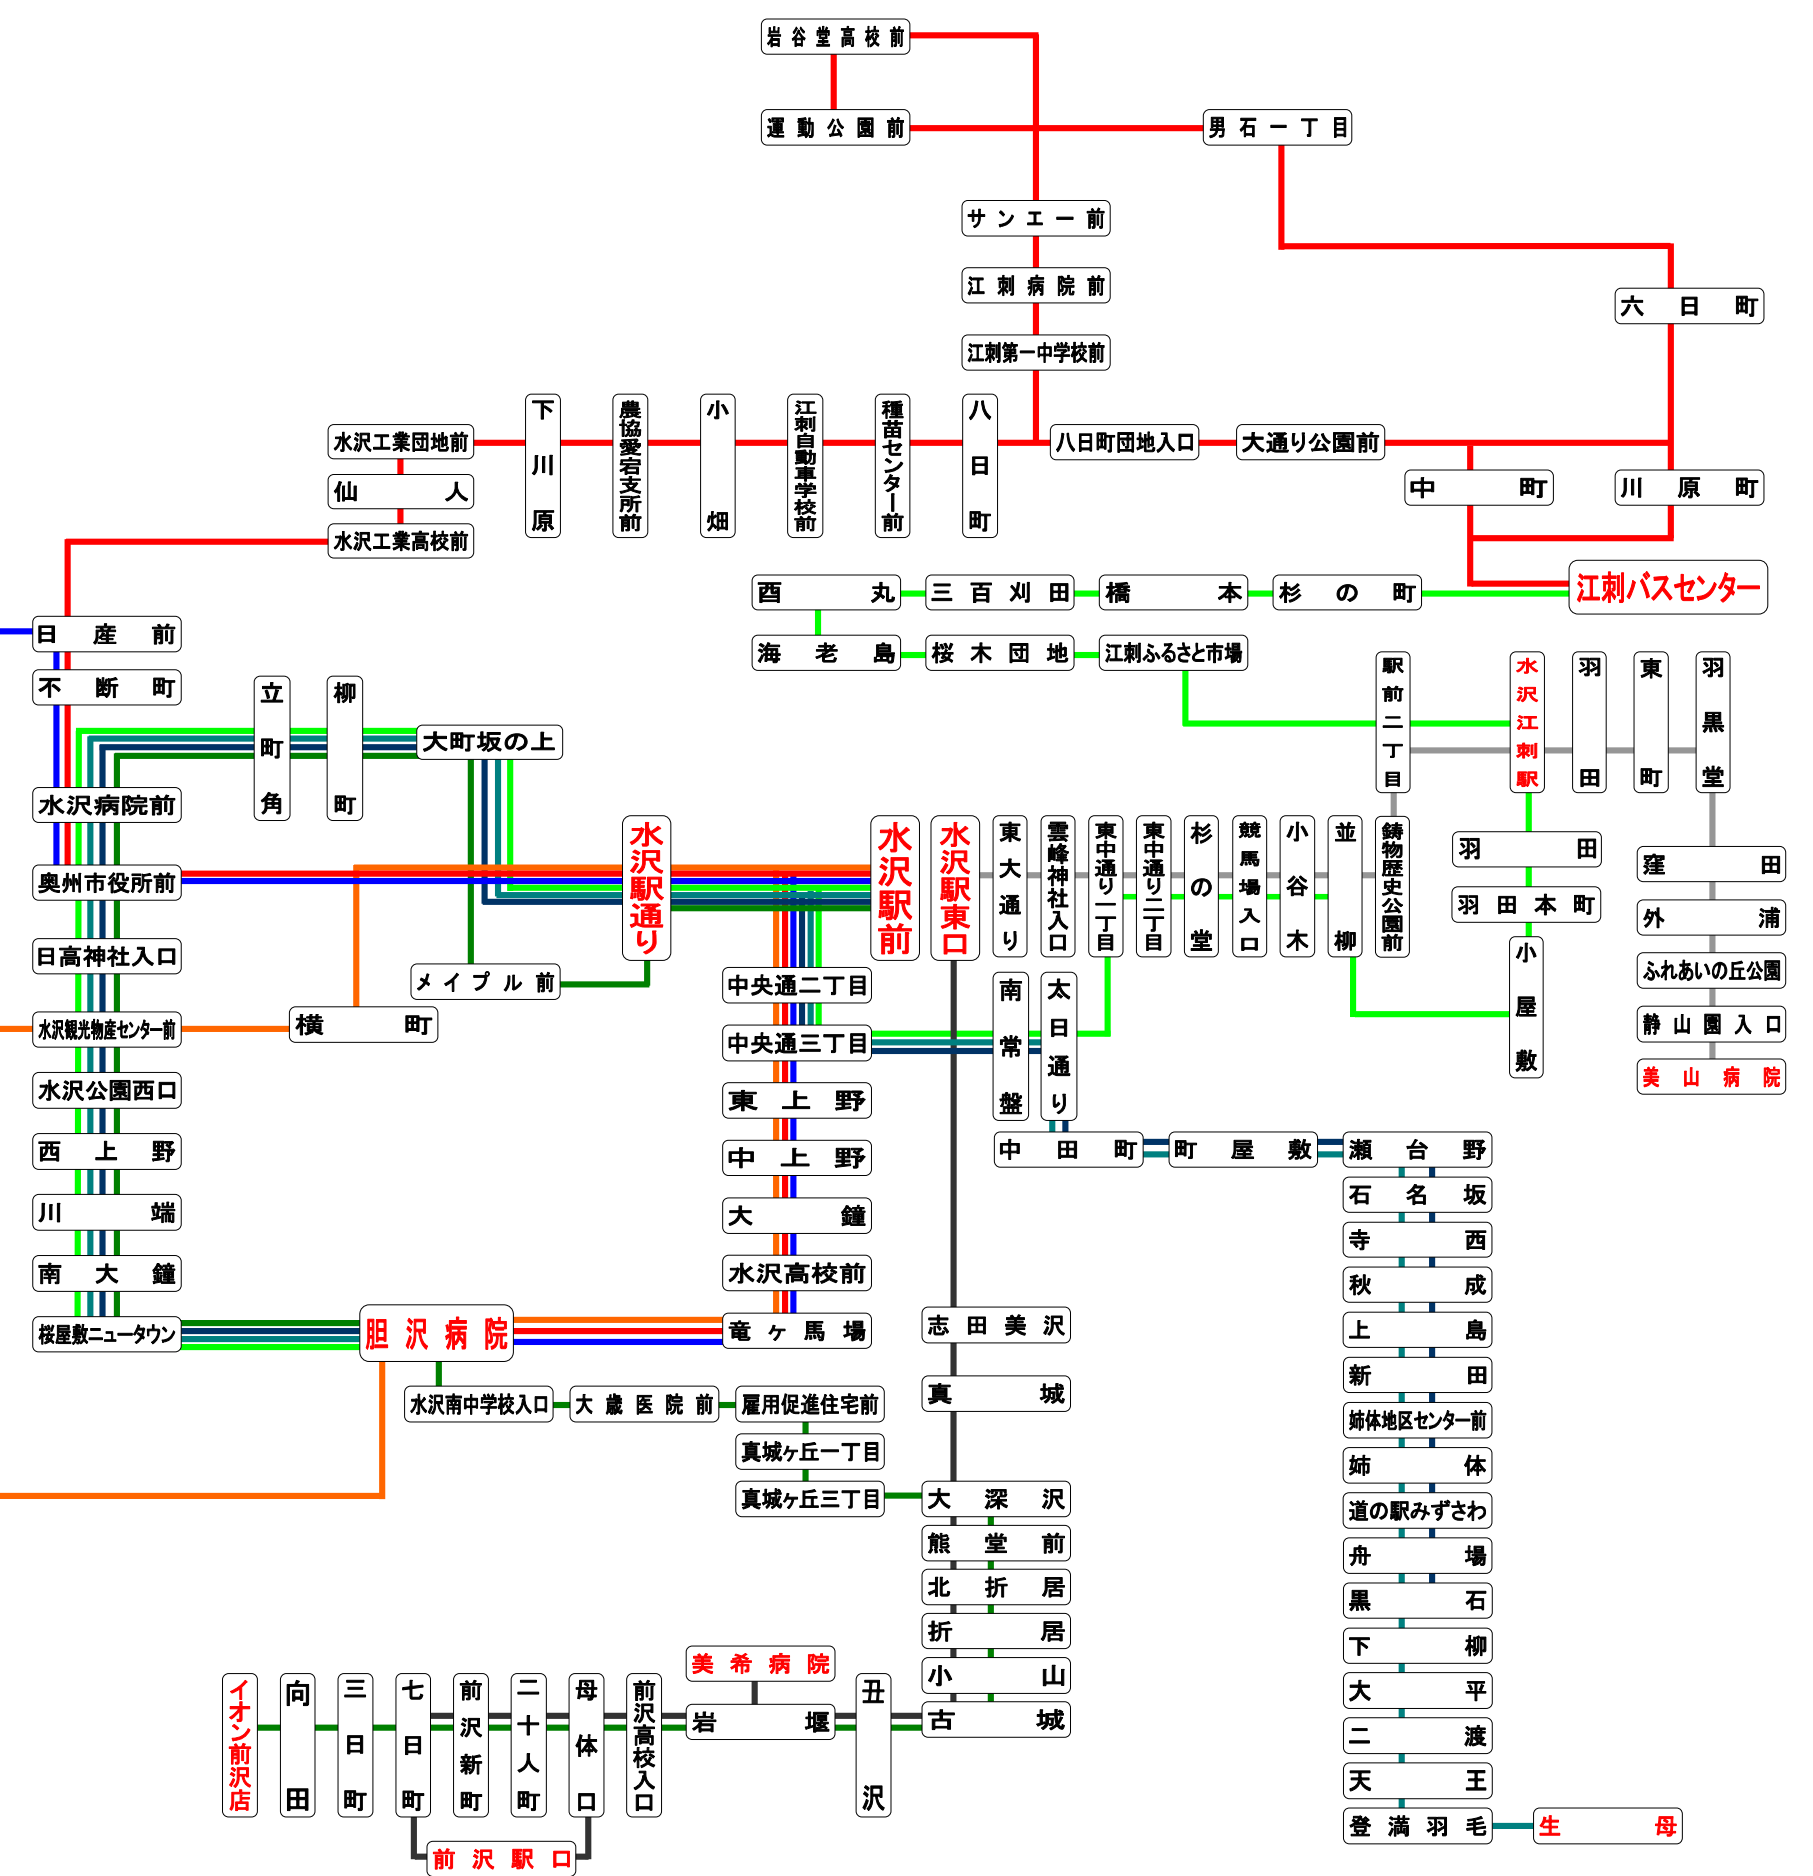 岩谷堂高校前
運動公園前
男石一丁目
サンエー前
江刺病院前
六日町
江刺第一中学校前
水沢工業団地前
下川原
農協愛宕支所前
小畑
江刺自動車学校前
種苗センター前
八日町
八日町団地入口
大通り公園前
仙人
水沢工業高校前
中町
川原町
江刺バスセンター
酉丸
三百刈田
橋本
杉の町
海老島
桜木団地
江刺ふるさと市場
日産前
不断町
立町角
柳町
大町坂の上
駅前二丁目
水沢江刺駅
羽田
東町
羽黒堂
水沢病院前
奥州市役所前
水沢駅通り
水沢駅前
水沢駅東口
東大通り
雲峰神社入口
東中通り一丁目
東中通り二丁目
杉の堂
競馬場入口
小谷木
並柳
鋳物歴史公園前
羽田
羽田本町
小屋敷
窪田
外浦
ふれあいの丘公園
静山園入口
美山病院
日高神社入口
メイプル前
横町
水沢観光物産センター前
中央通二丁目
中央通三丁目
南常盤
太日通り
水沢公園西口
東上野
西上野
中上野
中田町
町屋敷
瀬台野
川端
大鐘
石名坂
南大鐘
水沢高校前
寺西
桜屋敷ニュータウン
胆沢病院
竜ヶ馬場
志田美沢
秋成
上島
水沢南中学校入口
大歳医院前
雇用促進住宅前
真城
新田
真城ヶ丘一丁目
姉体地区センター前
真城ヶ丘三丁目
大深沢
姉体
熊堂前
道の駅みずさわ
北折居
舟場
折居
黒石
小山
下柳
古城
大平
美希病院
岩堰
丑沢
二渡
イオン前沢店
向田
三日町
七日町
前沢新町
二十人町
母体口
前沢高校入口
天王
前沢駅口
登満羽毛
生母